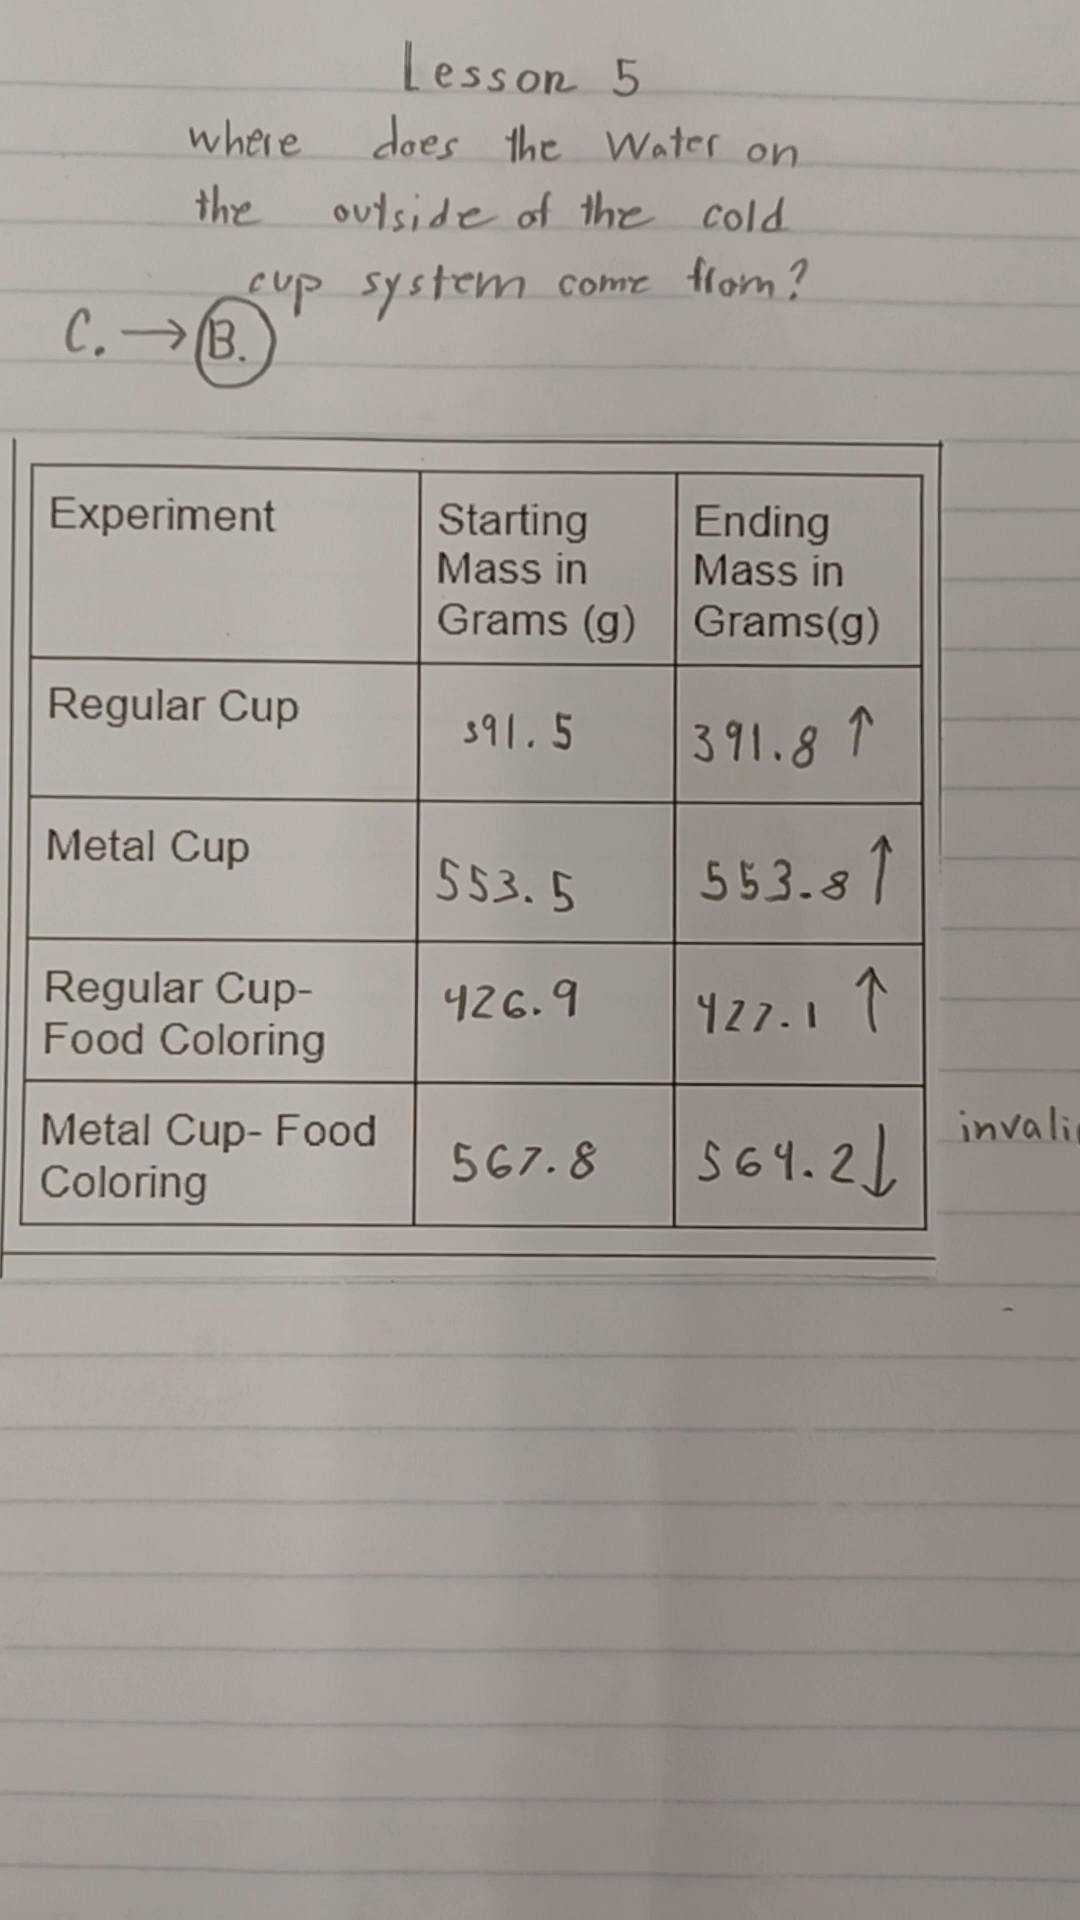 Lesson 5
where does the Water on
the outside of the cold
cup system come from?
C. → B.
Experiment
Starting Mass in Grams (g)
Ending Mass in Grams(g)
Regular Cup
391.5
391.8 ↑
Metal Cup
553.5
553.8 ↑
Regular Cup-
Food Coloring
426.9
427.1 ↑
Metal Cup- Food
Coloring
567.8
564.2 ↓